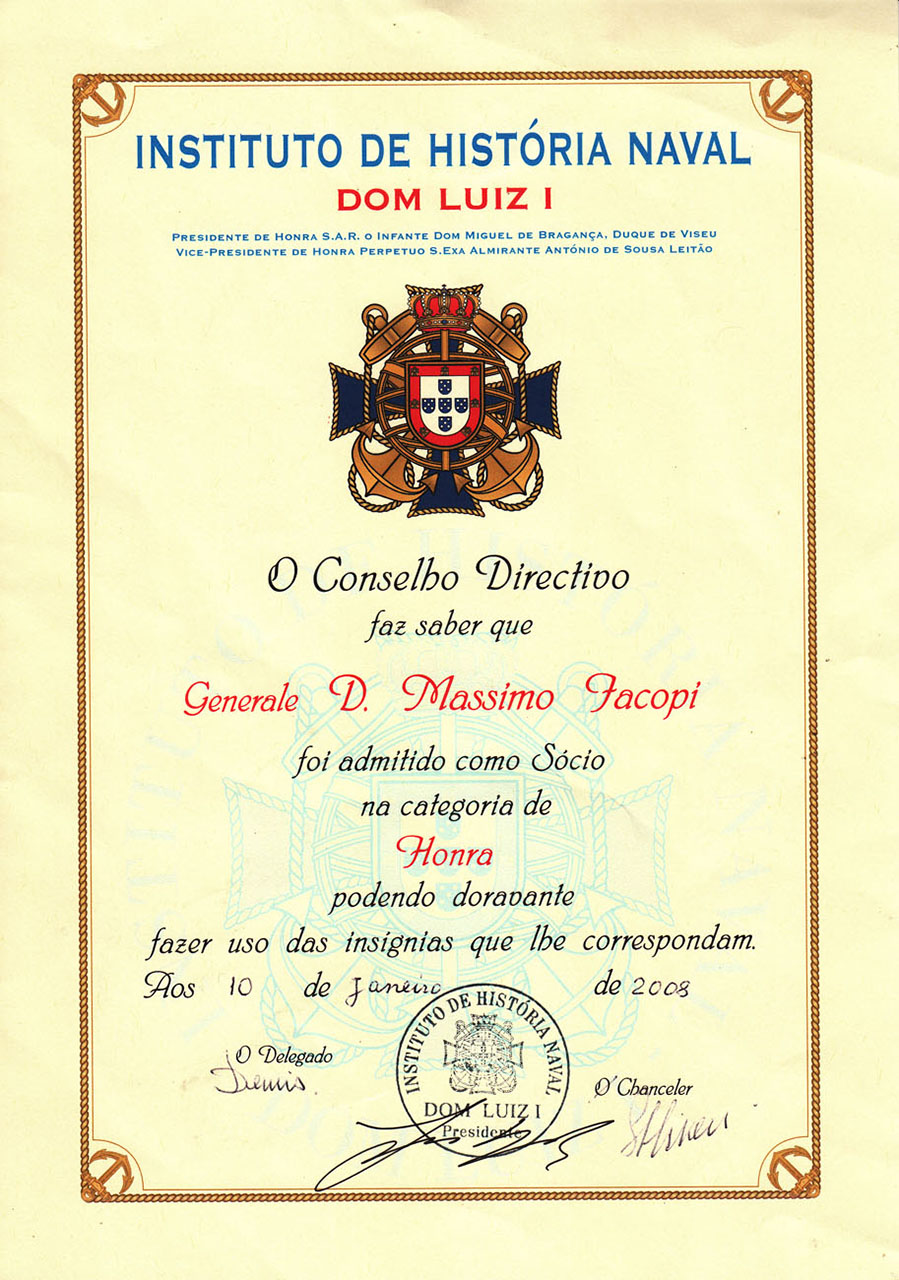 INSTITUTO DE HISTÓRIA NAVAL
DOM LUIZ I
PRESIDENTE DE HONRA S.A.R. O INFANTE DOM MIGUEL DE BRAGANÇA, DUQUE DE VISEU
VICE-PRESIDENTE DE HONRA PERPETUO S.EXA ALMIRANTE ANTÓNIO DE SOUSA LEITÃO
O Conselho Directivo
faz saber que
Generale D. Massimo Iacopi
foi admitido como Sócio
na categoria de
Honra
podendo doravante
fazer uso das insígnias que lhe correspondam.
Aos 10 de Janeiro de 2008
INSTITUTO DE HISTÓRIA NAVAL
O Delegado
O Chanceler
DOM LUIZ I
Presidente